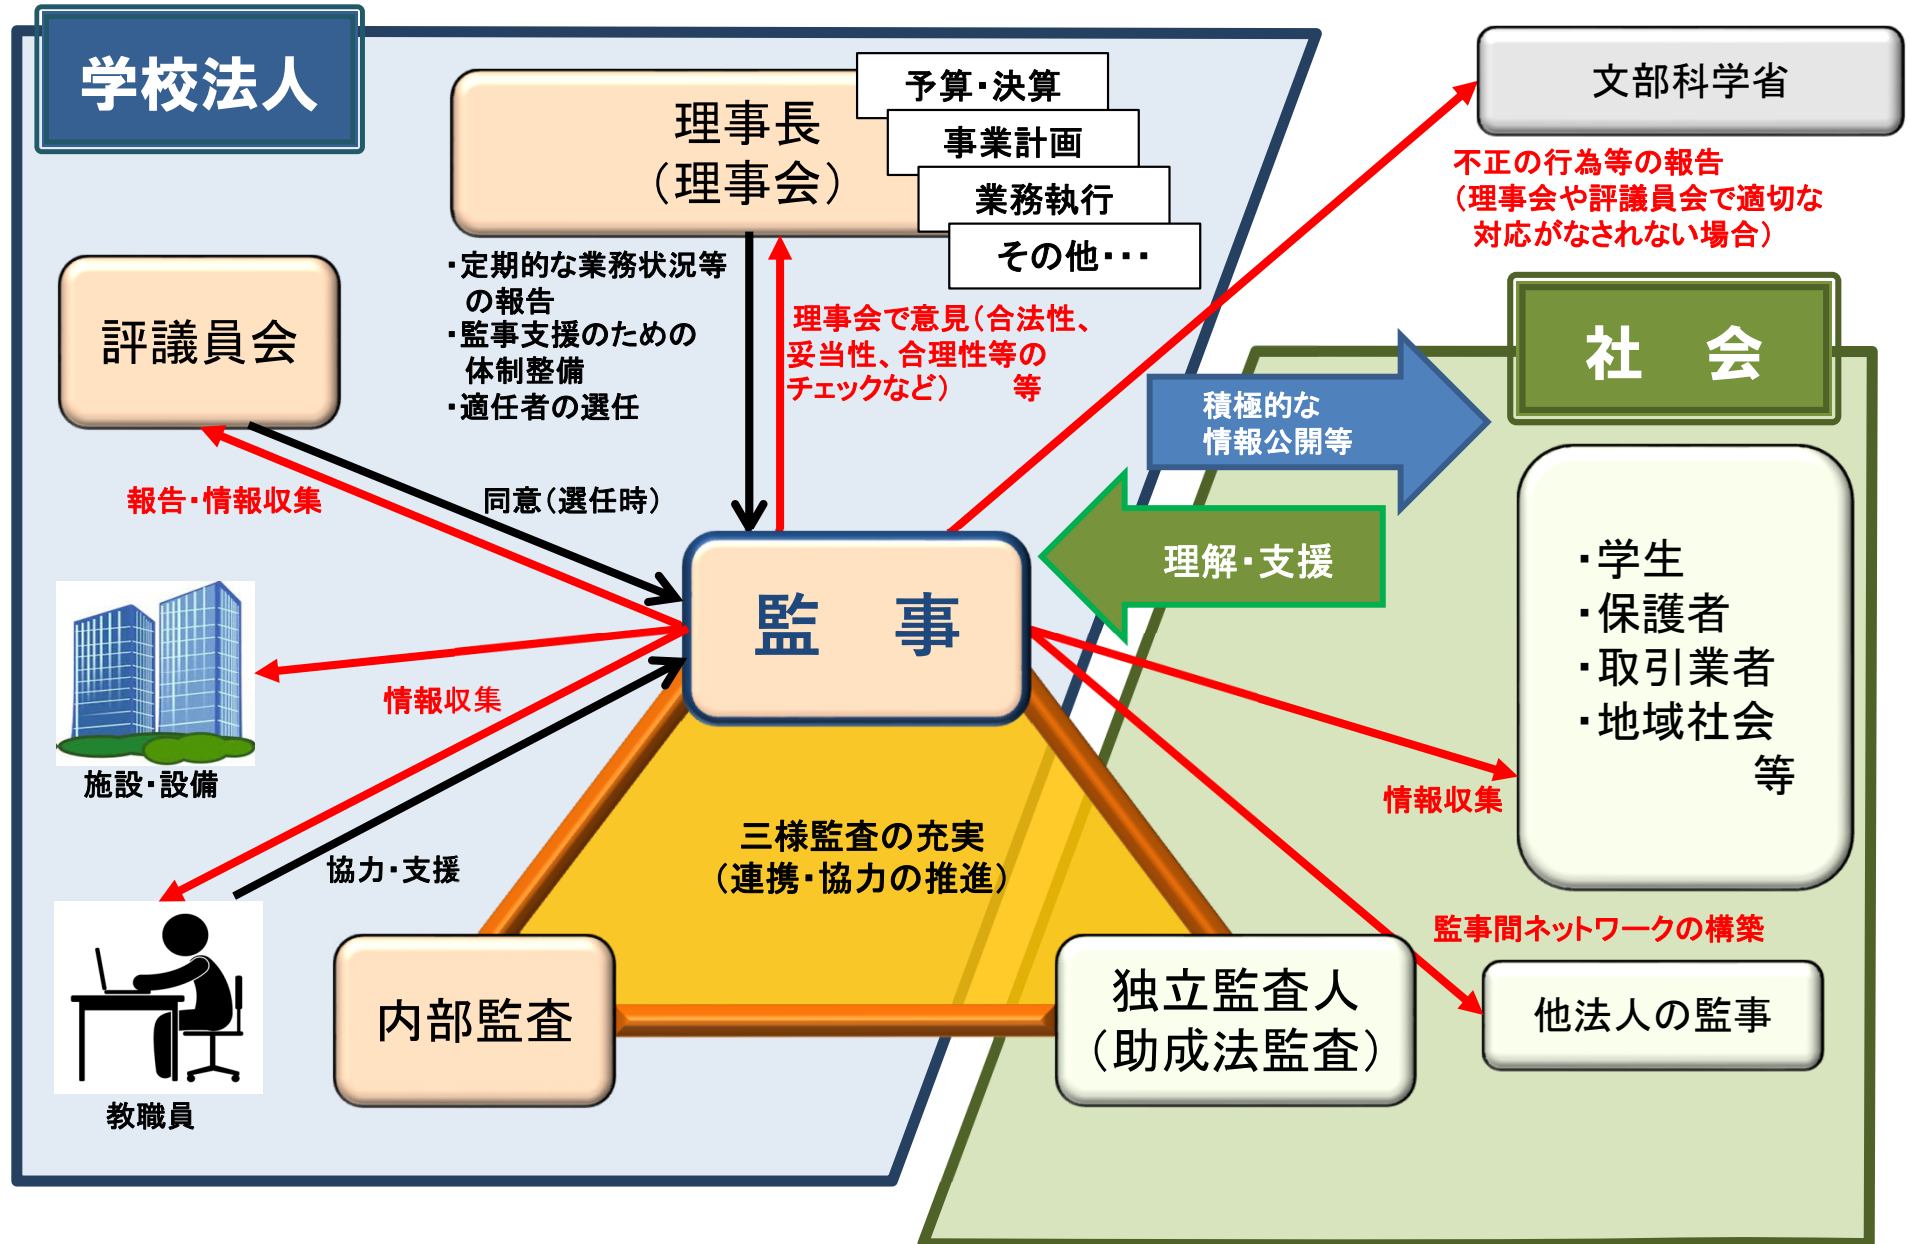 学校法人
理事長
（理事会）
予算・決算
事業計画
業務執行
その他・・・
文部科学省
不正の行為等の報告
（理事会や評議員会で適切な
対応がなされない場合）
評議員会
・定期的な業務状況等
の報告
・監事支援のための
体制整備
・適任者の選任
理事会で意見（合法性、
妥当性、合理性等の
チェックなど）　　等
社　会
積極的な
情報公開等
理解・支援
報告・情報収集
同意（選任時）
監　事
・学生
・保護者
・取引業者
・地域社会
等
施設・設備
情報収集
情報収集
協力・支援
三様監査の充実
（連携・協力の推進）
監事間ネットワークの構築
内部監査
独立監査人
（助成法監査）
他法人の監事
教職員